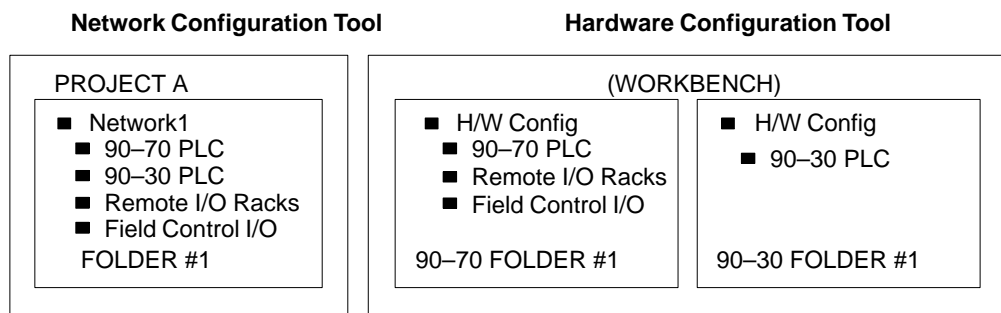 Network Configuration Tool
Hardware Configuration Tool
PROJECT A
Network1
90–70 PLC
90–30 PLC
Remote I/O Racks
Field Control I/O
FOLDER #1
(WORKBENCH)
H/W Config
90–70 PLC
Remote I/O Racks
Field Control I/O
90–70 FOLDER #1
H/W Config
90–30 PLC
90–30 FOLDER #1